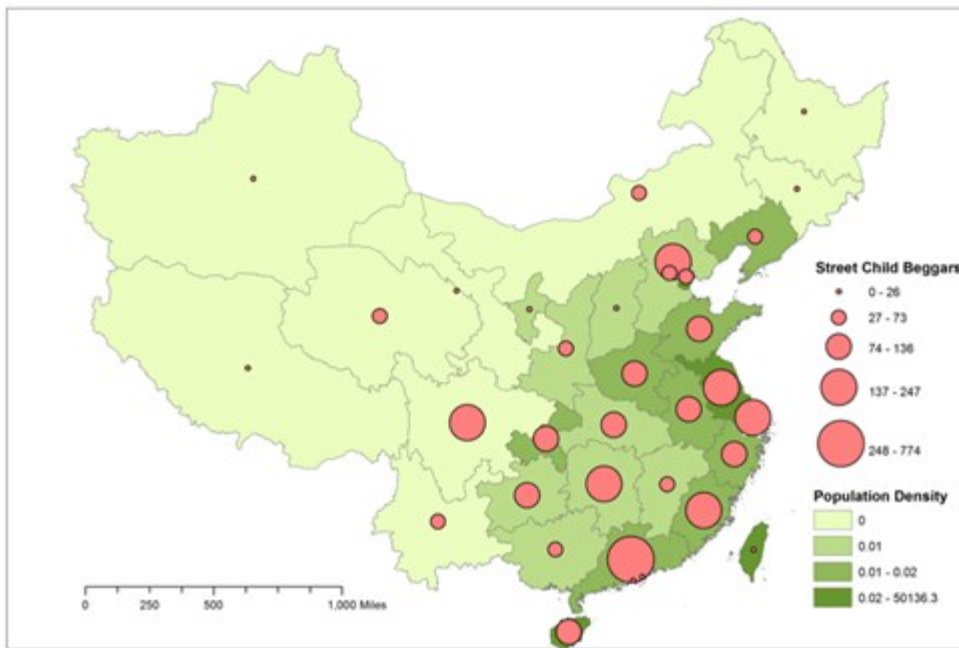 Street Child Beggars
0 - 26
27 - 73
74 - 136
137 - 247
248 - 774
Population Density
0
0.01
0.01 - 0.02
0.02 - 50136.3
0 250 500 1,000 Miles